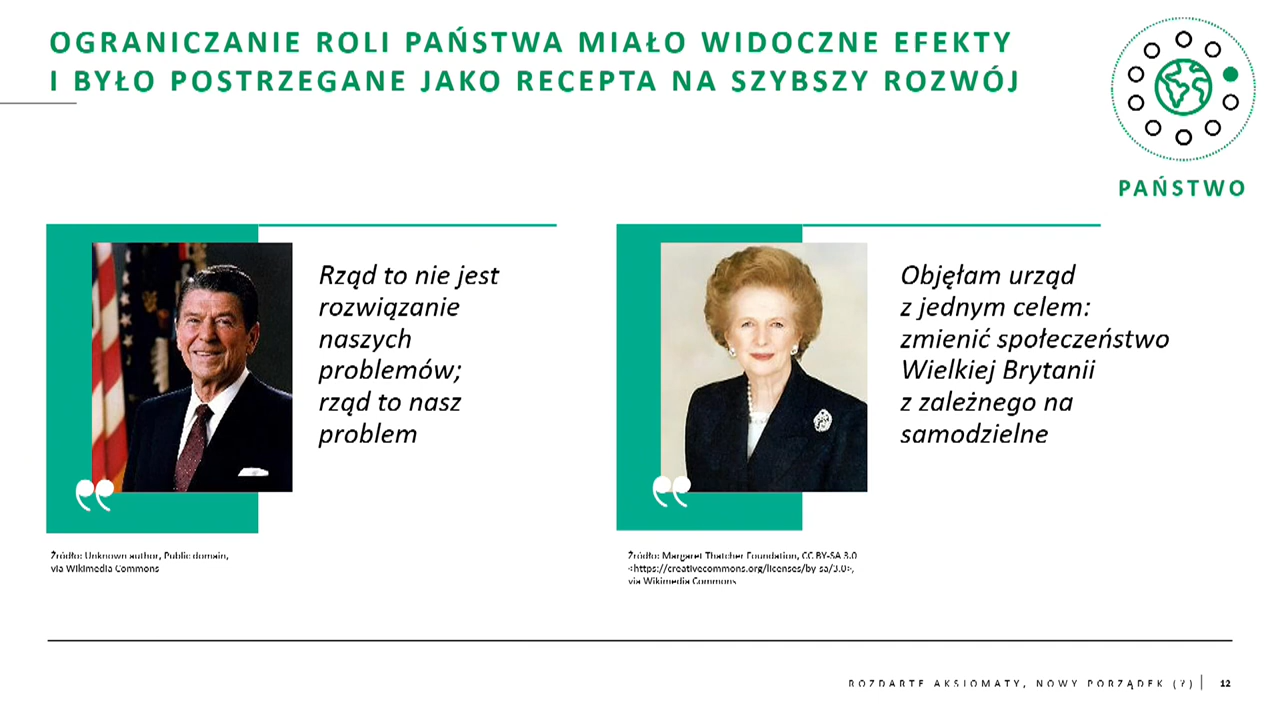 OGRANICZANIE ROLI PAŃSTWA MIAŁO WIDOCZNE EFEKTY
I BYŁO POSTRZEGANE JAKO RECEPTA NA SZYBSZY ROZWÓJ
PAŃSTWO
Rząd to nie jest
rozwiązanie
naszych
problemów;
rząd to nasz
problem
Źródło: Unknown author, Public domain,
via Wikimedia Commons
Objęłam urząd
z jednym celem:
zmienić społeczeństwo
Wielkiej Brytanii
z zależnego na
samodzielne
Źródło: Margaret Thatcher Foundation, CC BY-SA 3.0
<https://creativecommons.org/licenses/by-sa/3.0>,
via Wikimedia Commons
ROZDARTE AKSJOMATY, NOWY PORZĄDEK (?) | 12